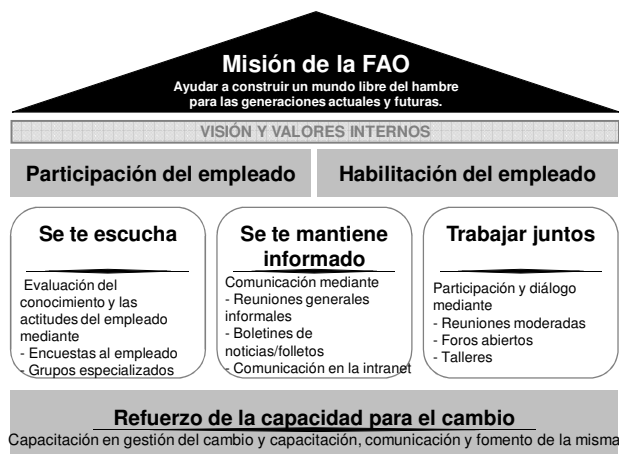 Misión de la FAO
Ayudar a construir un mundo libre del hambre
para las generaciones actuales y futuras.
VISIÓN Y VALORES INTERNOS
Participación del empleado
Habilitación del empleado
Se te escucha
Evaluación del
conocimiento y las
actitudes del empleado
mediante
- Encuestas al empleado
- Grupos especializados
Se te mantiene
informado
Comunicación mediante
- Reuniones generales
informales
- Boletines de
noticias/folletos
- Comunicación en la intranet
Trabajar juntos
Participación y diálogo
mediante
- Reuniones moderadas
- Foros abiertos
- Talleres
Refuerzo de la capacidad para el cambio
Capacitación en gestión del cambio y capacitación, comunicación y fomento de la misma